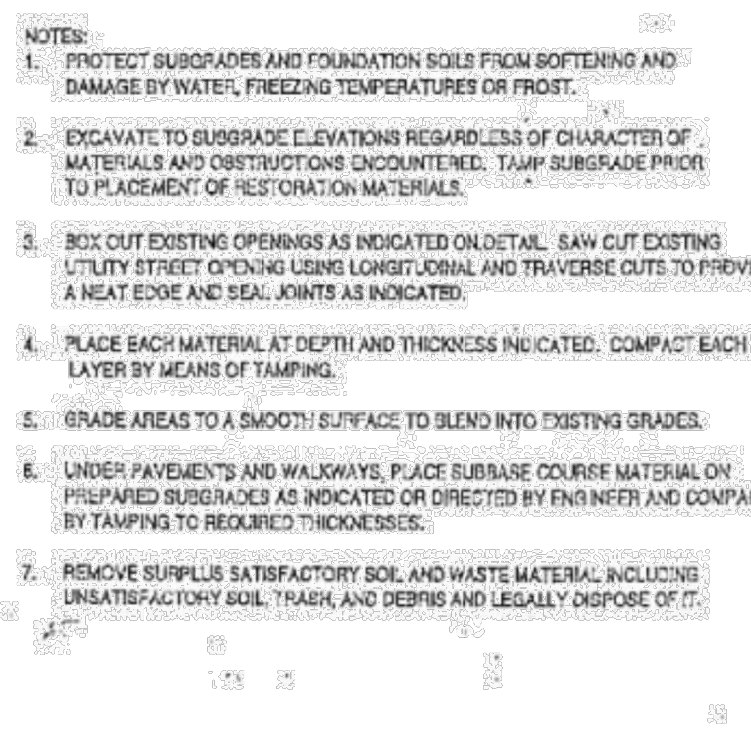 NOTES:
1. PROTECT SUBGRADES AND FOUNDATION SOILS FROM SOFTENING AND
DAMAGE BY WATER, FREEZING TEMPERATURES OR FROST.
2. EXCAVATE TO SUBGRADE ELEVATIONS REGARDLESS OF CHARACTER OF
MATERIALS AND OBSTRUCTIONS ENCOUNTERED. TAMP SUBGRADE PRIOR
TO PLACEMENT OF RESTORATION MATERIALS.
3. BOX OUT EXISTING OPENINGS AS INDICATED ON DETAIL. SAW CUT EXISTING
UTILITY STREET OPENING USING LONGITUDINAL AND TRAVERSE CUTS TO PROVI
A NEAT EDGE AND SEAL JOINTS AS INDICATED.
4. PLACE EACH MATERIAL AT DEPTH AND THICKNESS INDICATED. COMPACT EACH
LAYER BY MEANS OF TAMPING.
5. GRADE AREAS TO A SMOOTH SURFACE TO BLEND INTO EXISTING GRADES.
6. UNDER PAVEMENTS AND WALKWAYS, PLACE SUBBASE COURSE MATERIAL ON
PREPARED SUBGRADES AS INDICATED OR DIRECTED BY ENGINEER AND COMPA
BY TAMPING TO REQUIRED THICKNESSES.
7. REMOVE SURPLUS SATISFACTORY SOIL AND WASTE MATERIAL INCLUDING
UNSATISFACTORY SOIL, TRASH, AND DEBRIS AND LEGALLY DISPOSE OF IT.